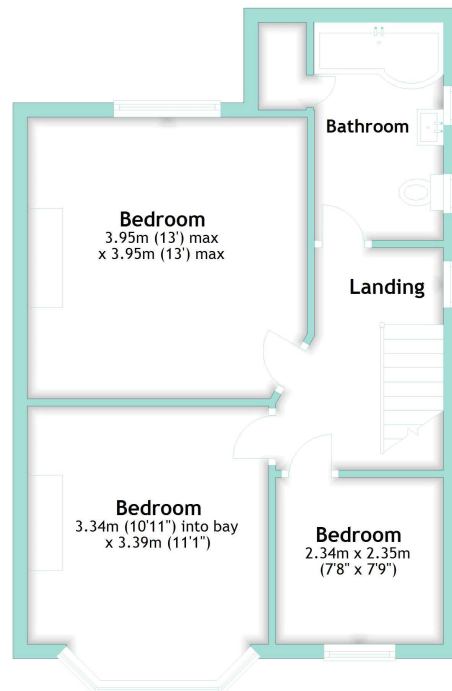 Bathroom
Bedroom
3.95m (13') max
x 3.95m (13') max
Landing
Bedroom
3.34m (10'11") into bay
x 3.39m (11'1")
Bedroom
2.34m x 2.35m
(7'8" x 7'9")